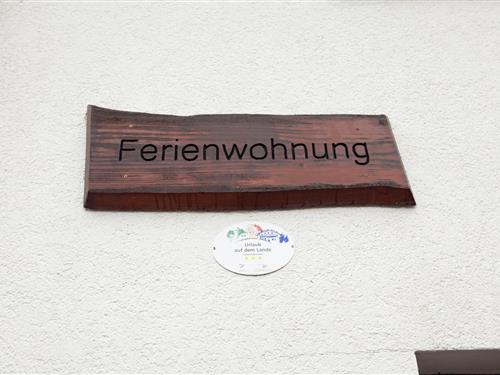 Ferienwohnung
Urlaub
auf dem Lande